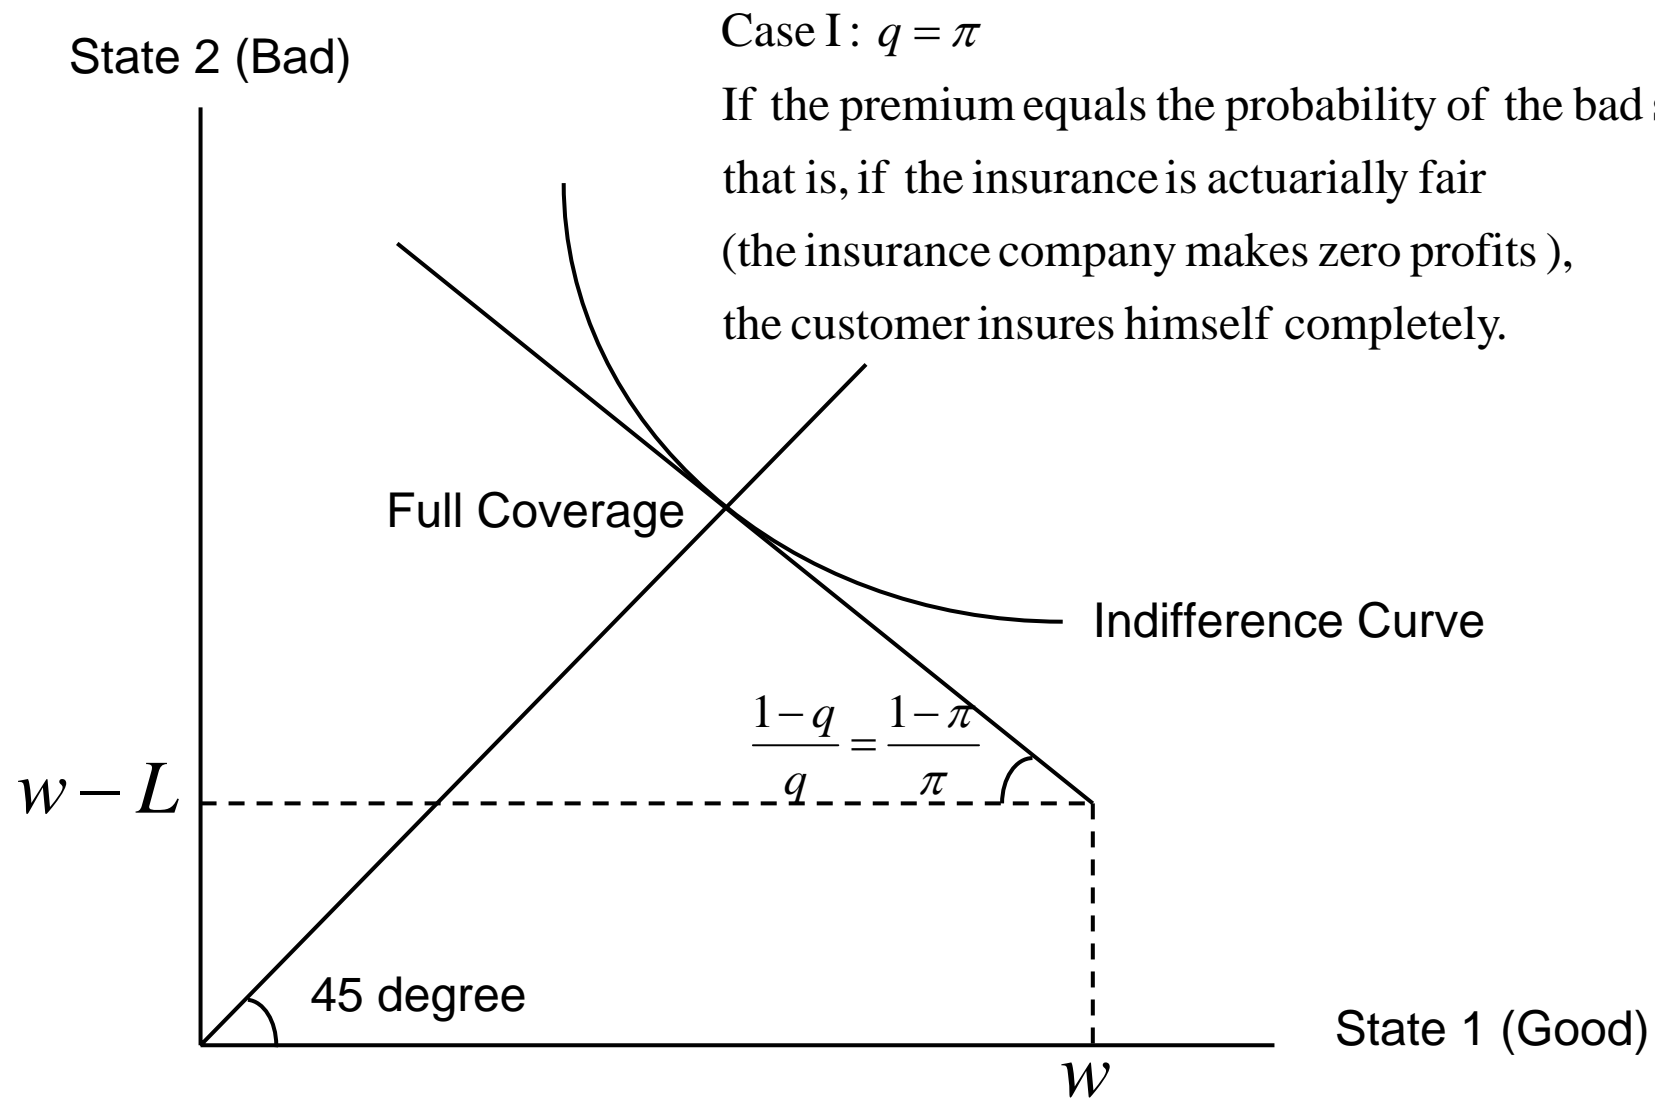 State 2 (Bad)
Case I : q = π
If the premium equals the probability of the bad
that is, if the insurance is actuarially fair
(the insurance company makes zero profits ),
the customer insures himself completely.
Full Coverage
Indifference Curve
\frac{1-q}{q} = \frac{1-π}{π}
w − L
45 degree
State 1 (Good)
w